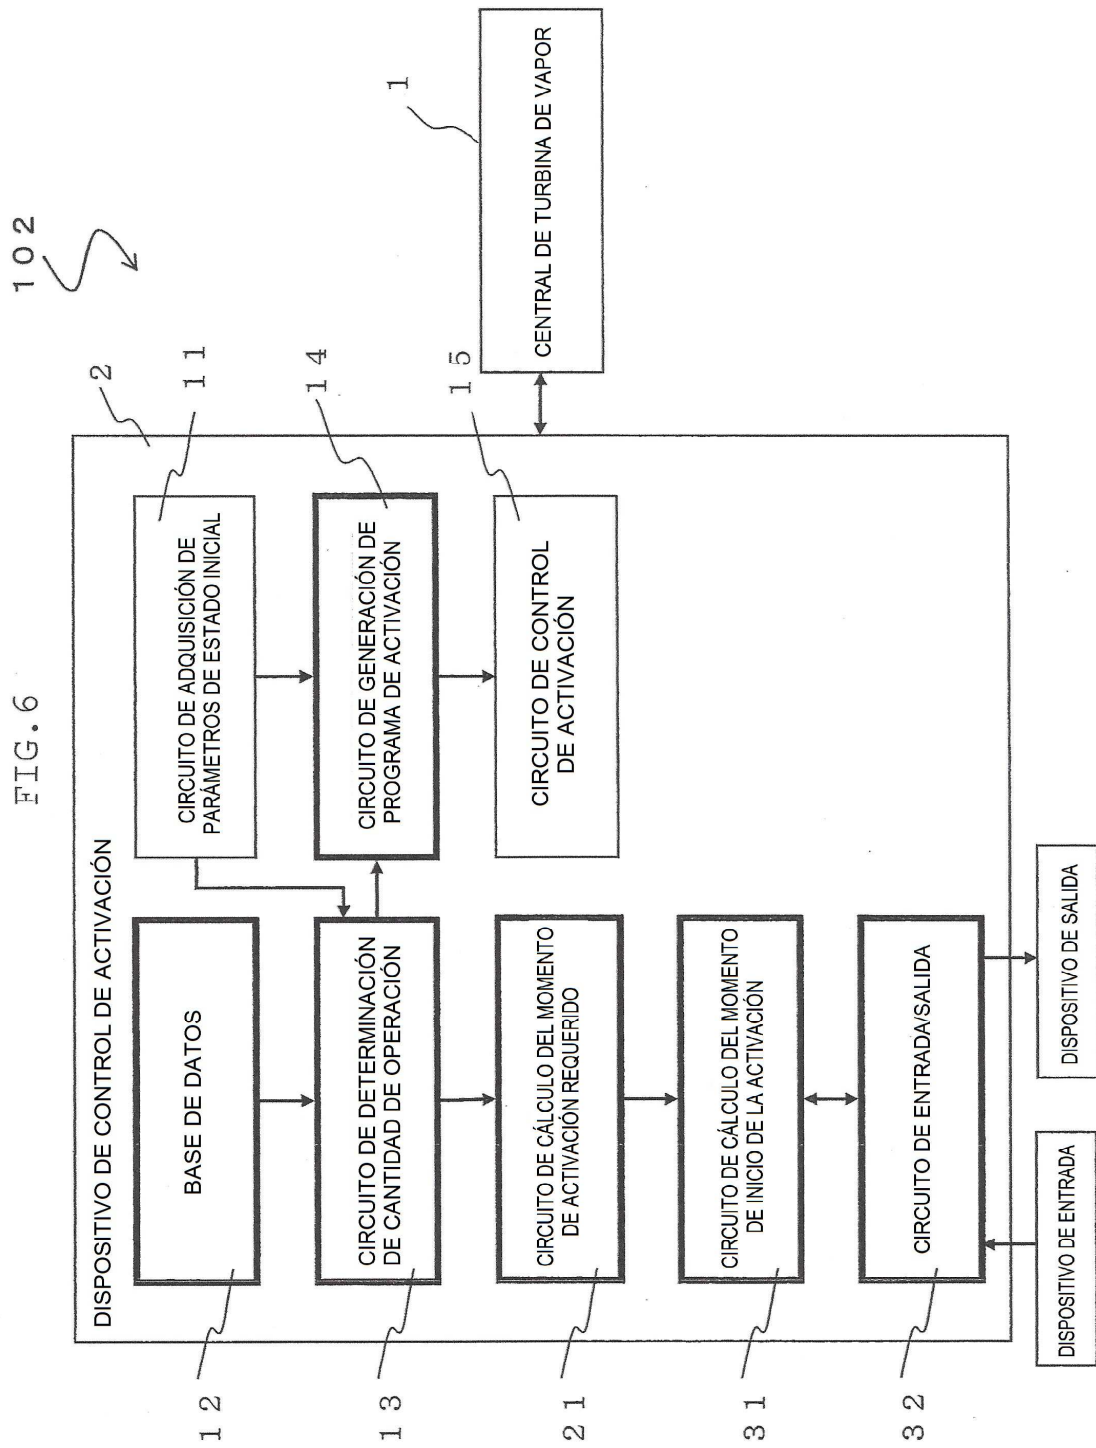 FIG.6
102
DISPOSITIVO DE CONTROL DE ACTIVACIÓN
2
12
BASE DE DATOS
CIRCUITO DE ADQUISICIÓN DE
PARÁMETROS DE ESTADO INICIAL
11
13
CIRCUITO DE DETERMINACIÓN
DE CANTIDAD DE OPERACIÓN
CIRCUITO DE GENERACIÓN DE
PROGRAMA DE ACTIVACIÓN
14
21
CIRCUITO DE CÁLCULO DEL MOMENTO
DE ACTIVACIÓN REQUERIDO
CIRCUITO DE CONTROL
DE ACTIVACIÓN
15
CENTRAL DE TURBINA DE VAPOR
1
31
CIRCUITO DE CÁLCULO DEL MOMENTO
DE INICIO DE LA ACTIVACIÓN
32
CIRCUITO DE ENTRADA/SALIDA
DISPOSITIVO DE ENTRADA
DISPOSITIVO DE SALIDA